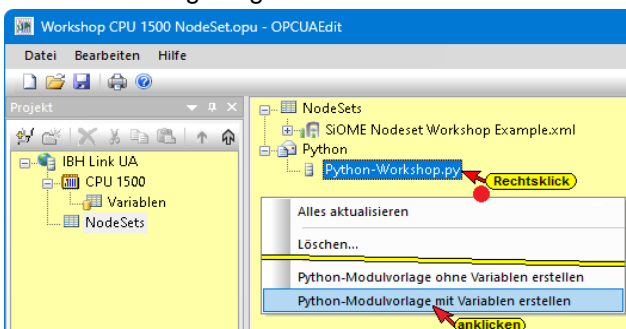 Workshop CPU 1500 NodeSet.opu - OPCUAEdit
Datei Bearbeiten Hilfe
Projekt
IBH Link UA
CPU 1500
Variablen
NodeSets
NodeSets
SiOME Nodeset Workshop Example.xml
Python
Python-Workshop.py
Rechtsklick
Alles aktualisieren
Löschen...
Python-Modulvorlage ohne Variablen erstellen
Python-Modulvorlage mit Variablen erstellen
anklicken